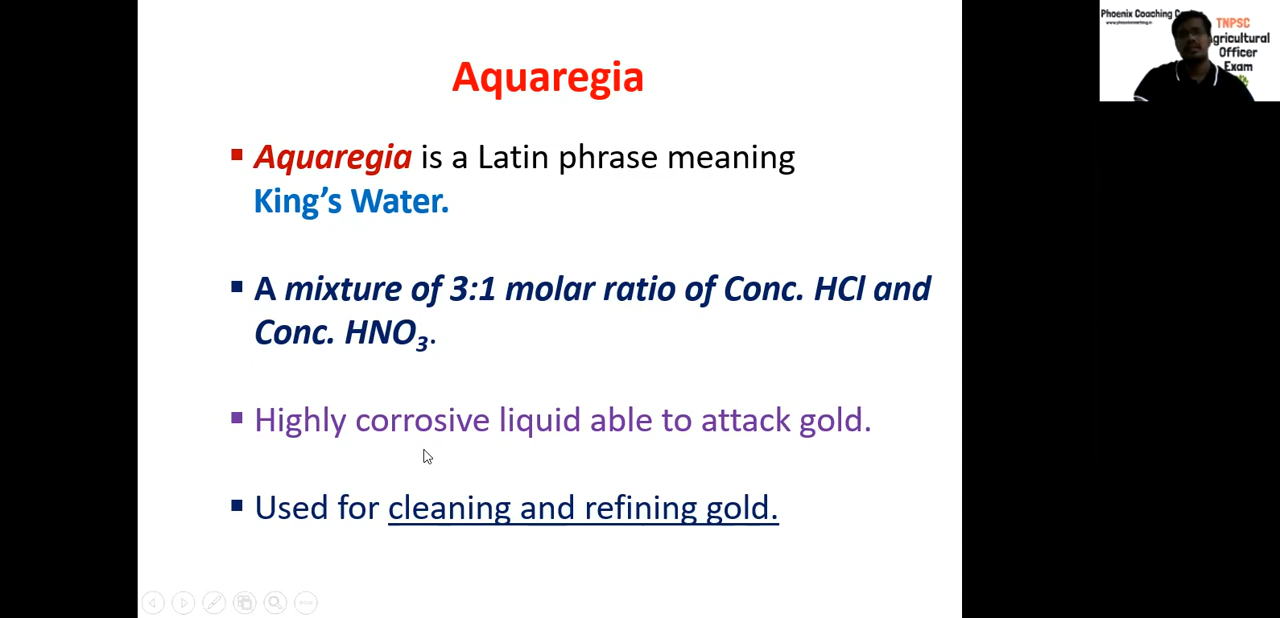 Aquaregia
Aquaregia is a Latin phrase meaning
King's Water.
A mixture of 3:1 molar ratio of Conc. HCl and
Conc. HNO₃.
Highly corrosive liquid able to attack gold.
Used for cleaning and refining gold.
Phoenix Coaching
TNPSC
Agricultural
Officer
Exam